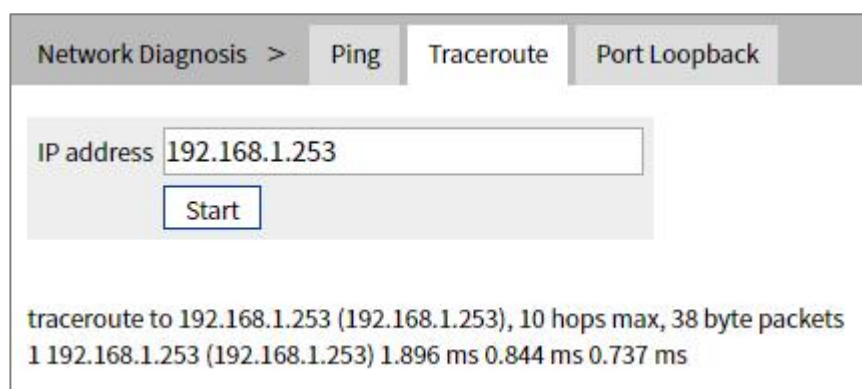 Network Diagnosis > Ping Traceroute Port Loopback
IP address 192.168.1.253
Start
traceroute to 192.168.1.253 (192.168.1.253), 10 hops max, 38 byte packets
1 192.168.1.253 (192.168.1.253) 1.896 ms 0.844 ms 0.737 ms